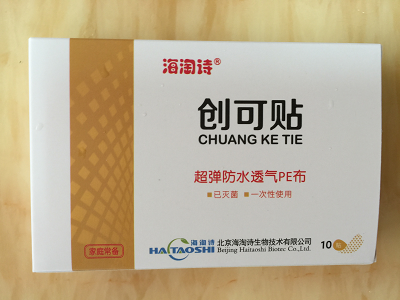 海淘诗®
创可贴
CHUANG KE TIE
超弹防水透气PE布
■已灭菌 ■一次性使用
家庭常备
海淘诗
HAITAOSHI
北京海淘诗生物技术有限公司
Beijing Haitaoshi Biotec Co.,Ltd.
10 贴